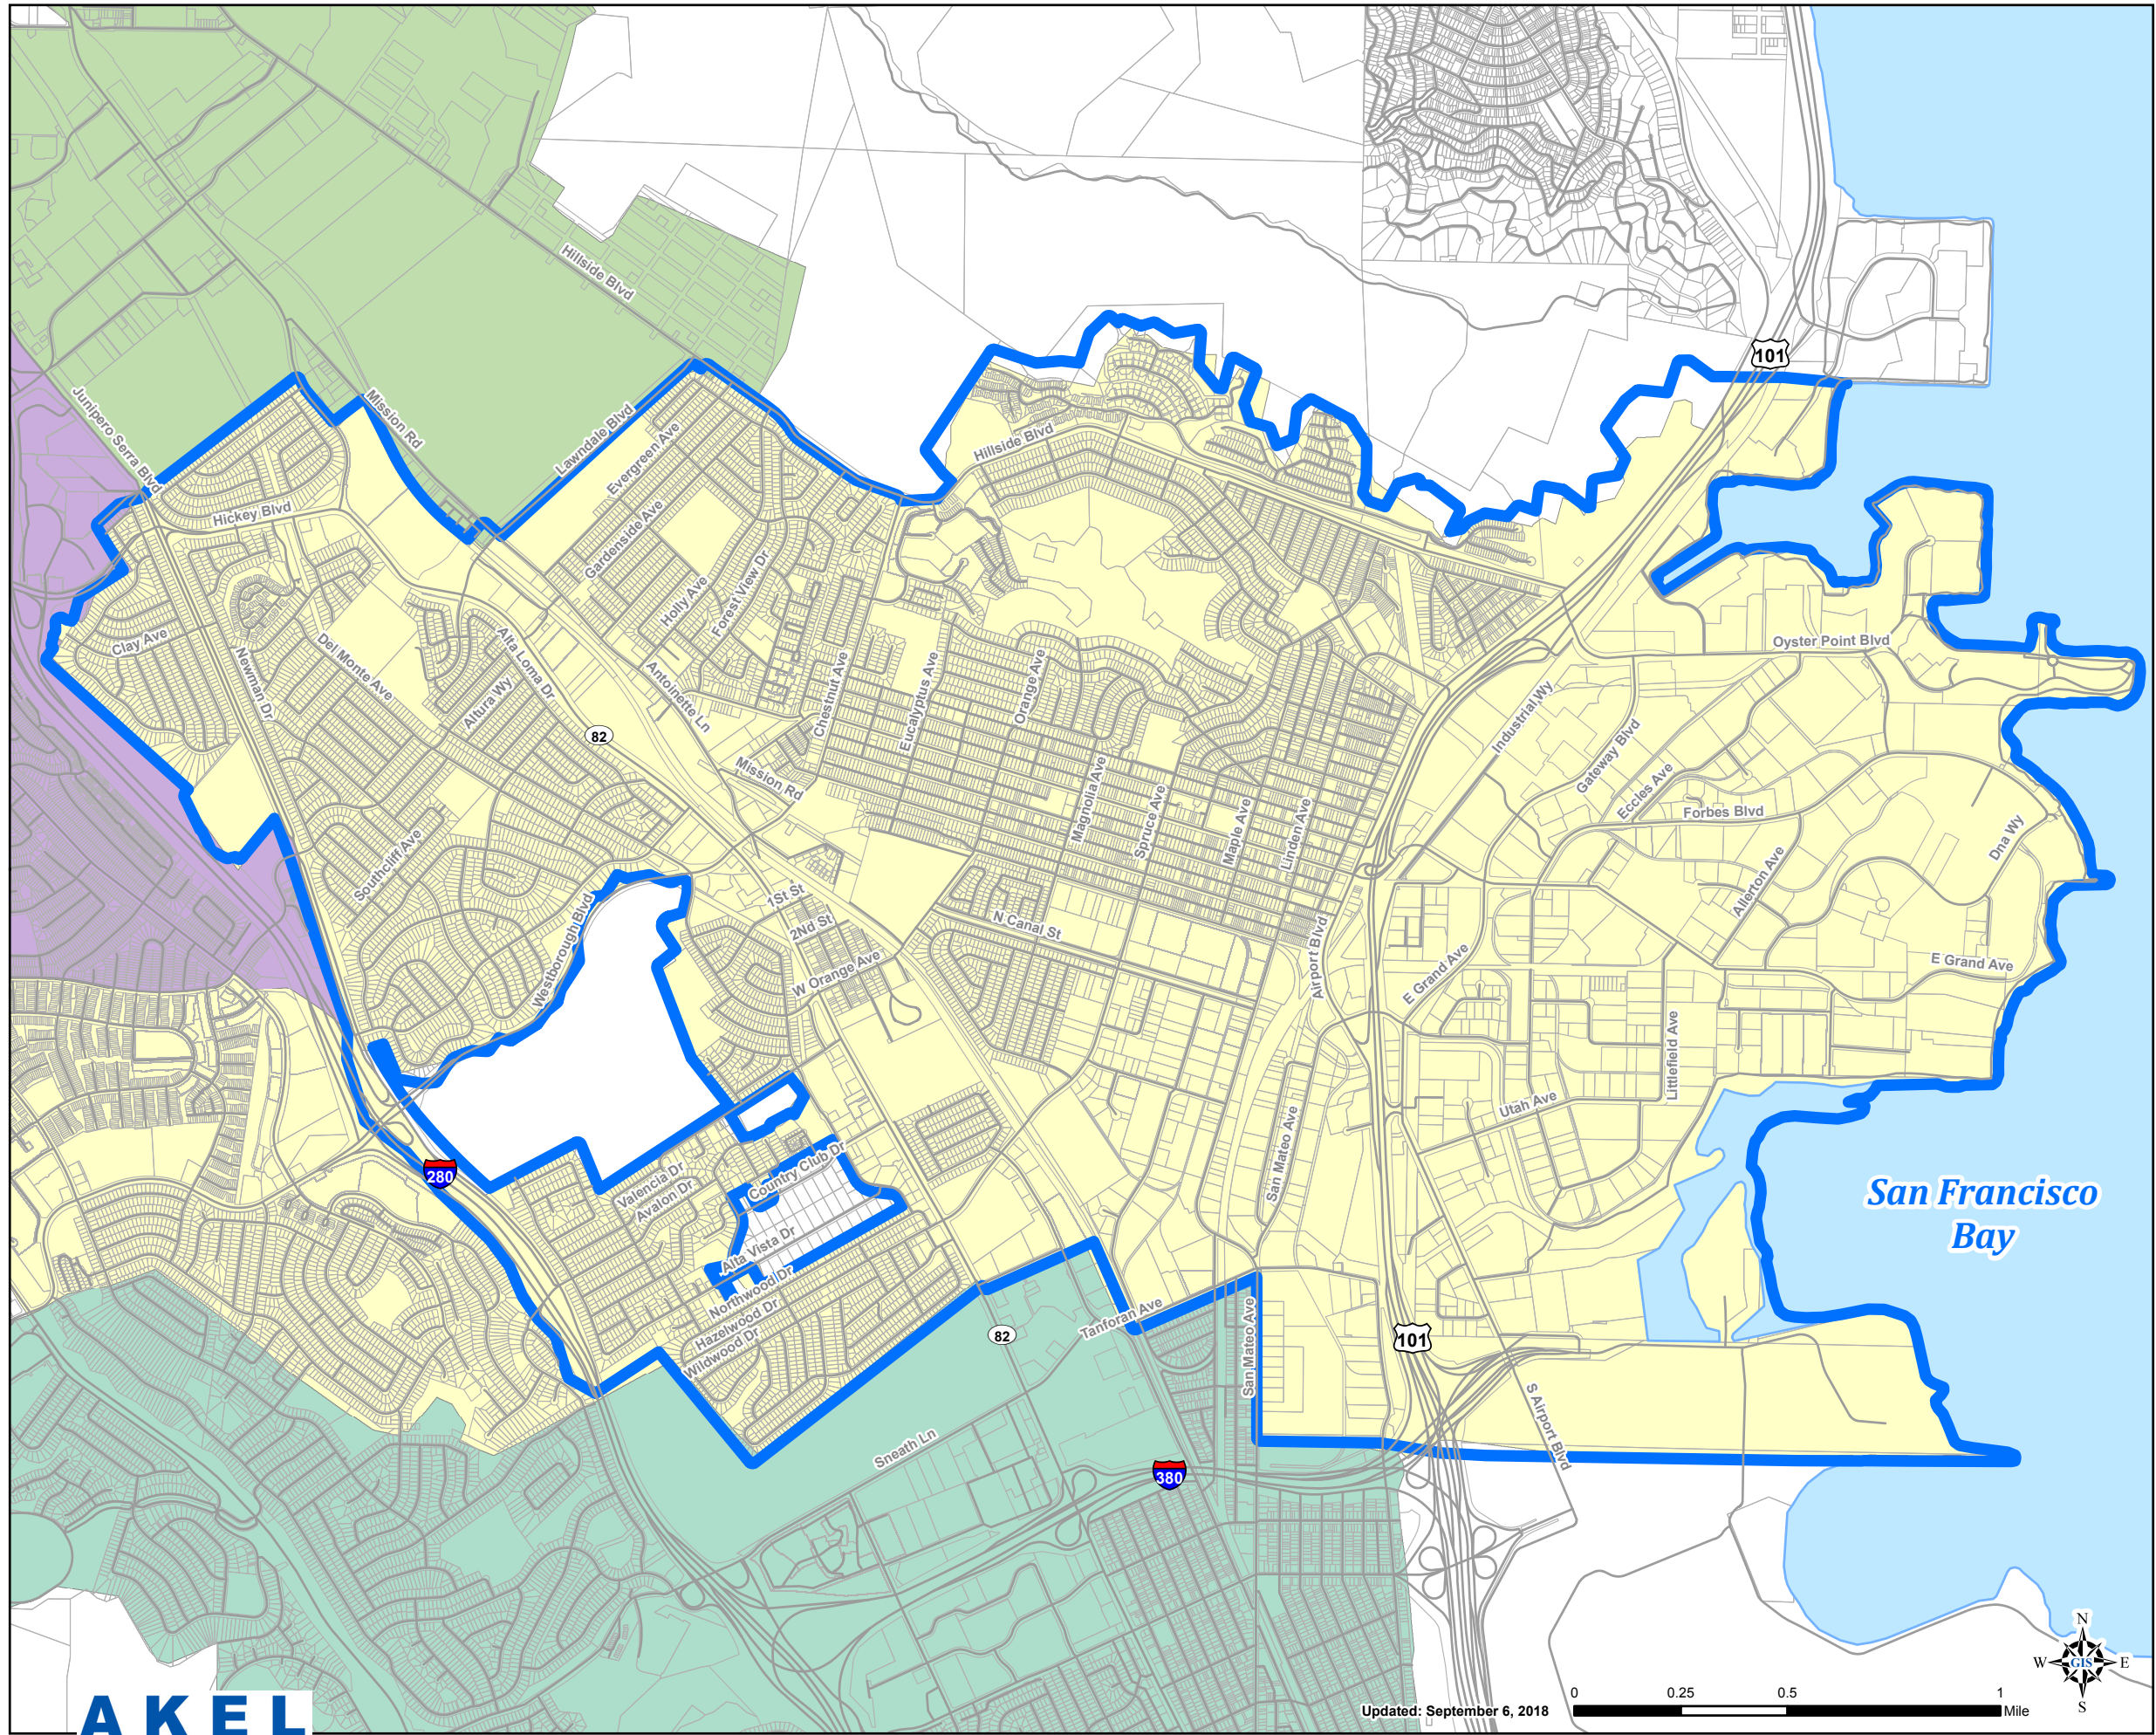 Hillside Blvd
101
Juniperо Serra Blvd
Mission Rd
Lawndale Blvd
Evergreen Ave
Hillside Blvd
Hickey Blvd
Gardenside Ave
Holly Ave
Forest View Dr
Clay Ave
Newman Dr
Del Monte Ave
Alta Loma Dr
Altura Wy
82
Antoinette Ln
Mission Rd
Chestnut Ave
Eucalyptus Ave
Orange Ave
Magnolia Ave
Spruce Ave
Maple Ave
Linden Ave
Oyster Point Blvd
Industrial Wy
Gateway Blvd
Eccles Ave
Forbes Blvd
Allerton Ave
Dna Wy
Southcliff Ave
Westborough Blvd
1St St
2Nd St
W Orange Ave
N Canal St
Airport Blvd
E Grand Ave
E Grand Ave
Littlefield Ave
Utah Ave
San Mateo Ave
280
Valencia Dr
Avalon Dr
Country Club Dr
Alta Vista Dr
Northwood Dr
Hazelwood Dr
Wildwood Dr
San Francisco
Bay
82
Tanforan Ave
San Mateo Ave
101
S Airport Blvd
Sneath Ln
380
N
W
GIS
E
S
0
0.25
0.5
1
Mile
Updated: September 6, 2018
AKEL